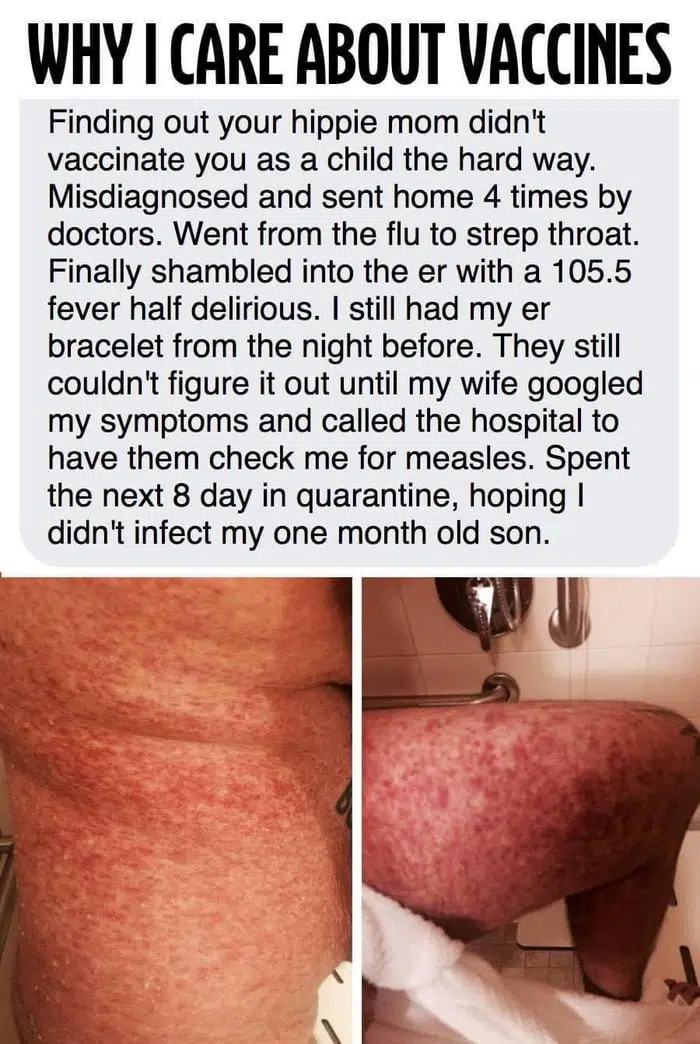 WHY I CARE ABOUT VACCINES
Finding out your hippie mom didn't
vaccinate you as a child the hard way.
Misdiagnosed and sent home 4 times by
doctors. Went from the flu to strep throat.
Finally shambled into the er with a 105.5
fever half delirious. I still had my er
bracelet from the night before. They still
couldn't figure it out until my wife googled
my symptoms and called the hospital to
have them check me for measles. Spent
the next 8 day in quarantine, hoping I
didn't infect my one month old son.